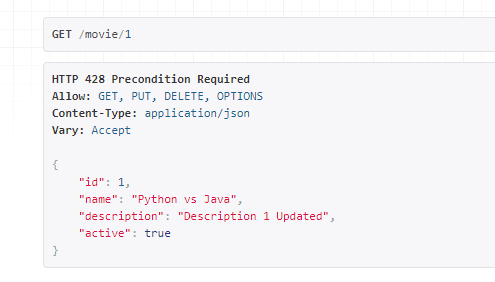 GET /movie/1
HTTP 428 Precondition Required
Allow: GET, PUT, DELETE, OPTIONS
Content-Type: application/json
Vary: Accept
{
"id": 1,
"name": "Python vs Java",
"description": "Description 1 Updated",
"active": true
}